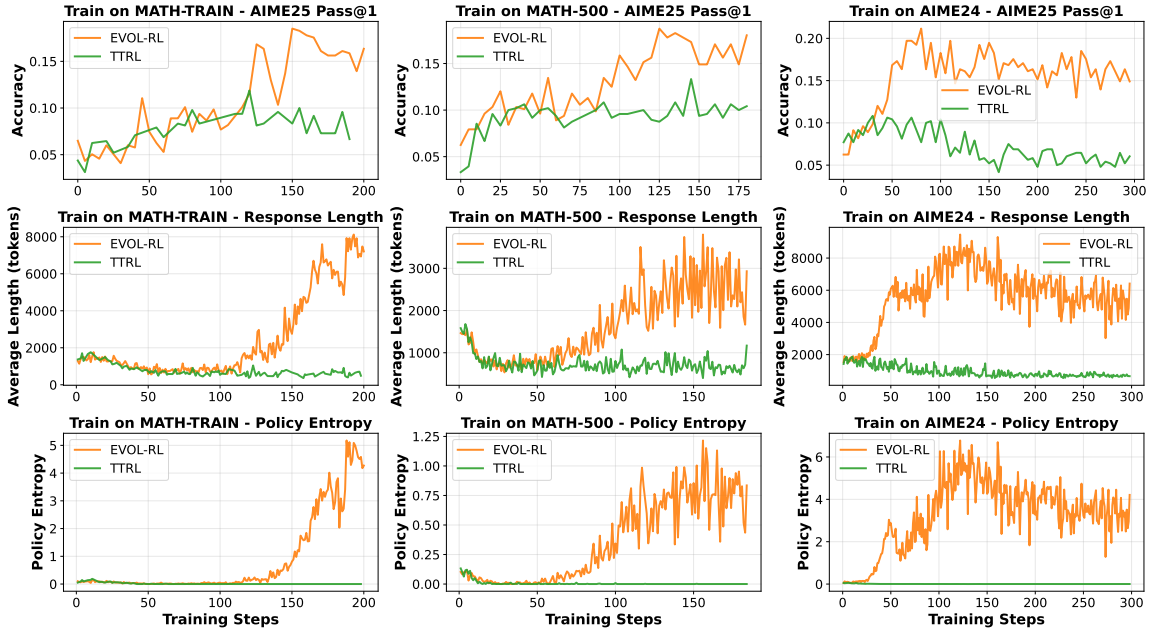 Train on MATH-TRAIN - AIME25 Pass@1
Accuracy
0.15
0.10
0.05
0 50 100 150 200
EVOL-RL
TTRL
Train on MATH-500 - AIME25 Pass@1
Accuracy
0.15
0.10
0.05
0 25 50 75 100 125 150 175
EVOL-RL
TTRL
Train on AIME24 - AIME25 Pass@1
Accuracy
0.20
0.15
0.10
0.05
0 50 100 150 200 250 300
EVOL-RL
TTRL
Train on MATH-TRAIN - Response Length
Average Length (tokens)
8000
6000
4000
2000
0
0 50 100 150 200
EVOL-RL
TTRL
Train on MATH-500 - Response Length
Average Length (tokens)
3000
2000
1000
0 50 100 150
EVOL-RL
TTRL
Train on AIME24 - Response Length
Average Length (tokens)
8000
6000
4000
2000
0 50 100 150 200 250 300
EVOL-RL
TTRL
Train on MATH-TRAIN - Policy Entropy
Policy Entropy
5
4
3
2
1
0
0 50 100 150 200
Training Steps
EVOL-RL
TTRL
Train on MATH-500 - Policy Entropy
Policy Entropy
1.25
1.00
0.75
0.50
0.25
0.00
0 50 100 150
Training Steps
EVOL-RL
TTRL
Train on AIME24 - Policy Entropy
Policy Entropy
6
4
2
0
0 50 100 150 200 250 300
Training Steps
EVOL-RL
TTRL